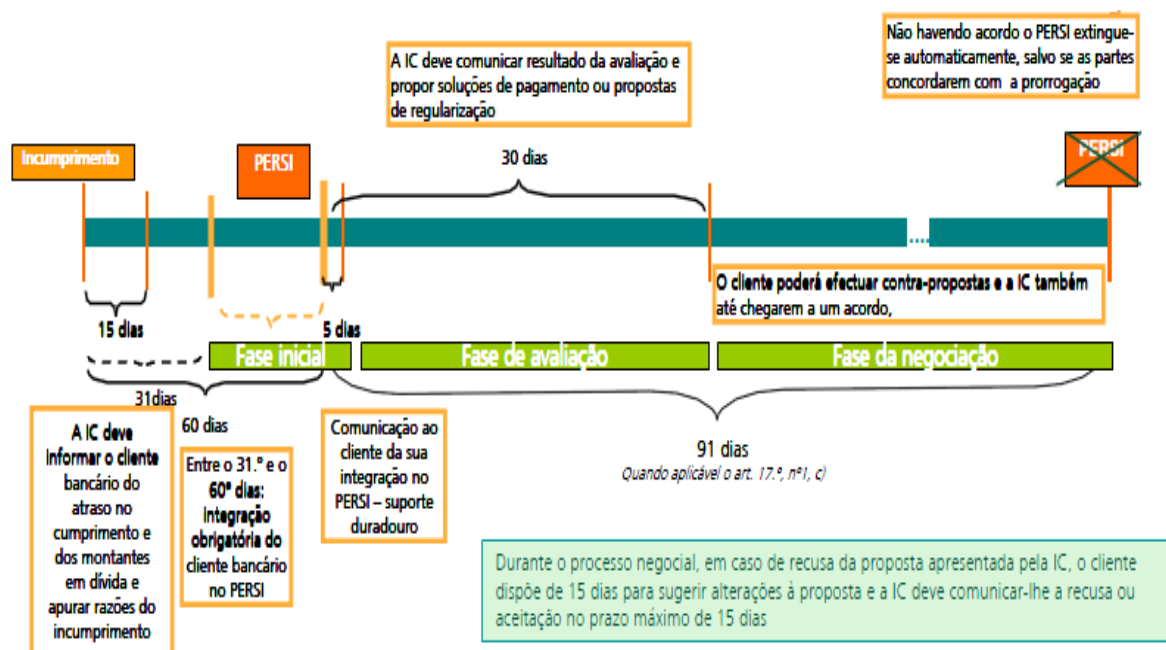 Não havendo acordo o PERSI extingue-
se automaticamente, salvo se as partes
concordarem com a prorrogação
A IC deve comunicar resultado da avaliação e
propor soluções de pagamento ou propostas
de regularização
Incumprimento
PERSI
30 dias
PERSI
....
O cliente poderá efectuar contra-propostas e a IC também
até chegarem a um acordo,
15 dias
5 dias
Fase inicial
Fase de avaliação
Fase da negociação
31dias
60 dias
A IC deve
Informar o cliente
bancário do
atraso no
cumprimento e
dos montantes
em dívida e
apurar razões do
incumprimento
Entre o 31.º e o
60º dias:
Integração
obrigatória do
cliente bancário
no PERSI
Comunicação ao
cliente da sua
integração no
PERSI – suporte
duradouro
91 dias
Quando aplicável o art. 17.º, nº1, c)
Durante o processo negocial, em caso de recusa da proposta apresentada pela IC, o cliente
dispõe de 15 dias para sugerir alterações à proposta e a IC deve comunicar-lhe a recusa ou
aceitação no prazo máximo de 15 dias